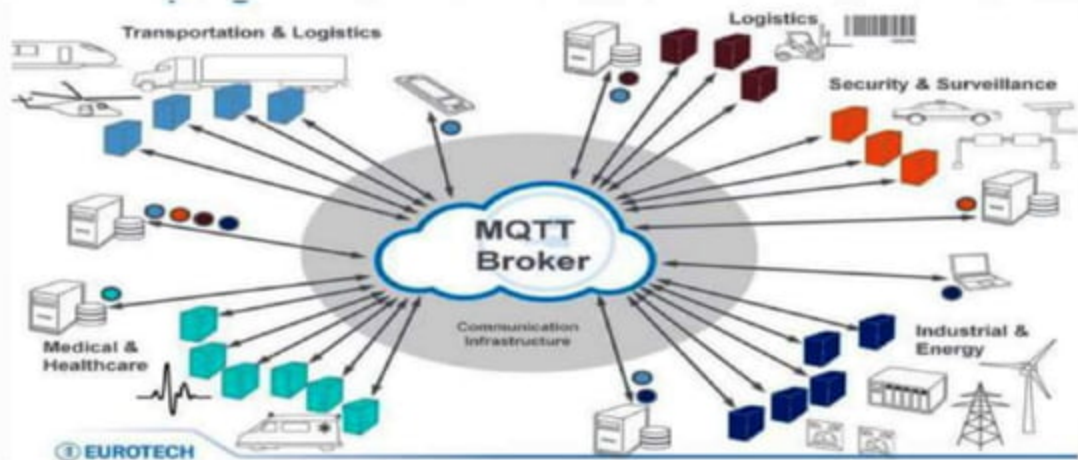 Transportation & Logistics
Logistics
Security & Surveillance
MQTT
Broker
Communication
Infrastructure
Medical &
Healthcare
Industrial &
Energy
EUROTECH